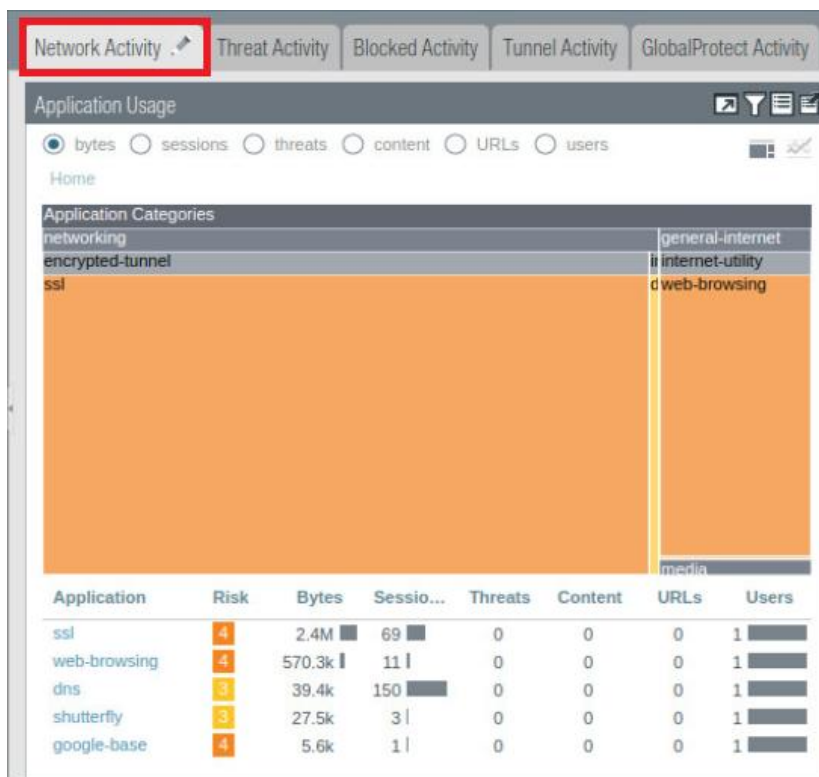 Network Activity Threat Activity Blocked Activity Tunnel Activity GlobalProtect Activity
Application Usage
bytes sessions threats content URLs users
Home
Application Categories
networking general-internet
encrypted-tunnel internet-utility
ssl web-browsing
media
Application Risk Bytes Sessio... Threats Content URLs Users
ssl 4 2.4M 69 0 0 0 1
web-browsing 4 570.3k 11 0 0 0 1
dns 3 39.4k 150 0 0 0 1
shutterfly 3 27.5k 3 0 0 0 1
google-base 4 5.6k 1 0 0 0 1